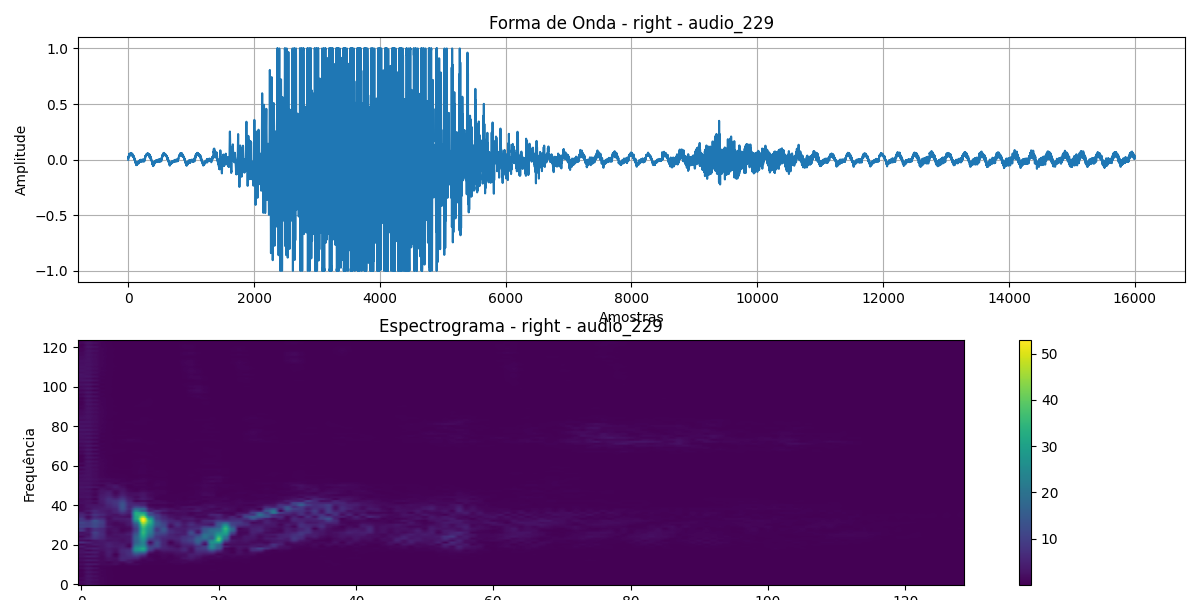 Forma de Onda - right - audio_229
1.0
0.5
0.0
−0.5
−1.0
Amplitude
0 2000 4000 6000 8000 10000 12000 14000 16000
Amostras
Espectrograma - right - audio_229
120
100
80
60
40
20
0
Frequência
0 20 40 60 80 100 120
50
40
30
20
10